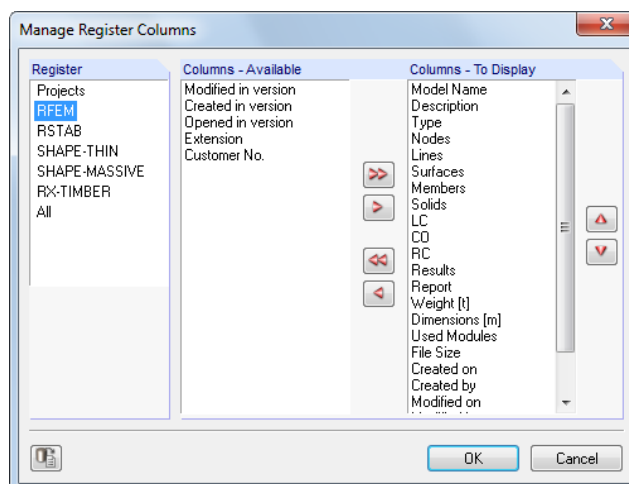 Manage Register Columns
Register
Projects
RFEM
RSTAB
SHAPE-THIN
SHAPE-MASSIVE
RX-TIMBER
All
Columns - Available
Modified in version
Created in version
Opened in version
Extension
Customer No.
Columns - To Display
Model Name
Description
Type
Nodes
Lines
Surfaces
Members
Solids
LC
CO
RC
Results
Report
Weight [t]
Dimensions [m]
Used Modules
File Size
Created on
Created by
Modified on
OK
Cancel